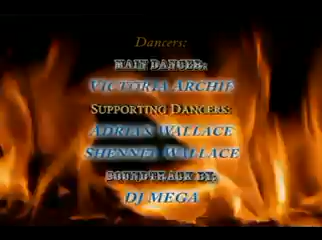 Dancers:
MAIN DANCER:
VICTORIA ARCHIE
SUPPORTING DANCERS:
ADRIAN WALLACE
SHENNEL WALLACE
SOUNDTRACK BY:
DJ MEGA